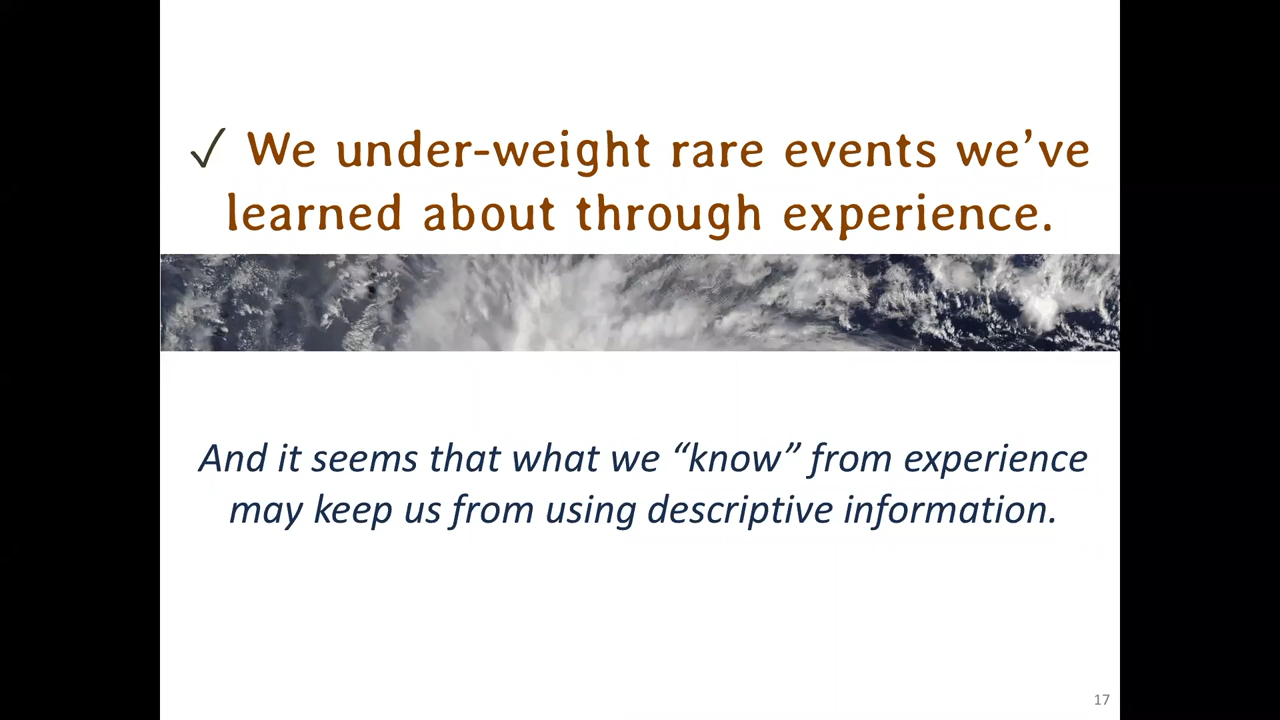 ✓ We under-weight rare events we’ve
learned about through experience.
And it seems that what we “know” from experience
may keep us from using descriptive information.
17